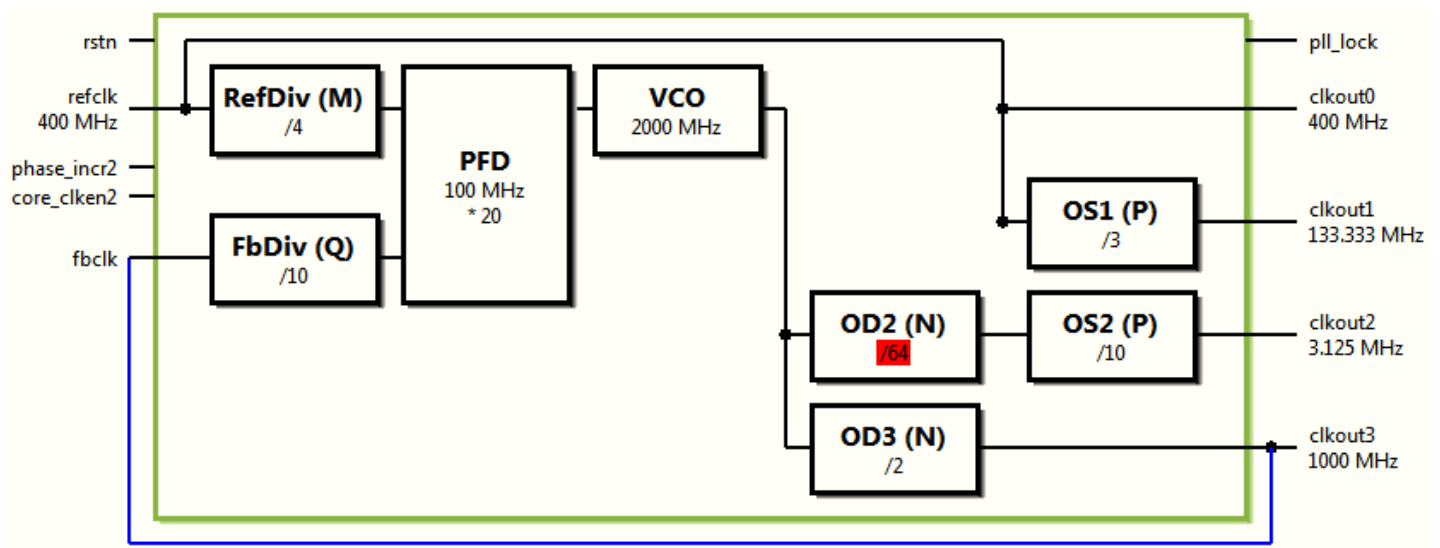 rstn
refclk
400 MHz
phase_incr2
core_clken2
fbclk
RefDiv (M)
/4
FbDiv (Q)
/10
PFD
100 MHz
* 20
VCO
2000 MHz
OD2 (N)
/64
OD3 (N)
/2
OS1 (P)
/3
OS2 (P)
/10
pll_lock
clkout0
400 MHz
clkout1
133.333 MHz
clkout2
3.125 MHz
clkout3
1000 MHz